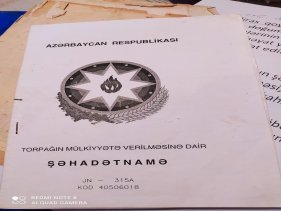 AZƏRBAYCAN RESPUBLİKASI
TORPAĞIN MÜLKİYYƏTƏ VERİLMƏSİNƏ DAİR
ŞƏHADƏTNAMƏ
JN – 315A
KOD 40506018
REDMI NOTE 8
AI QUAD CAMERA